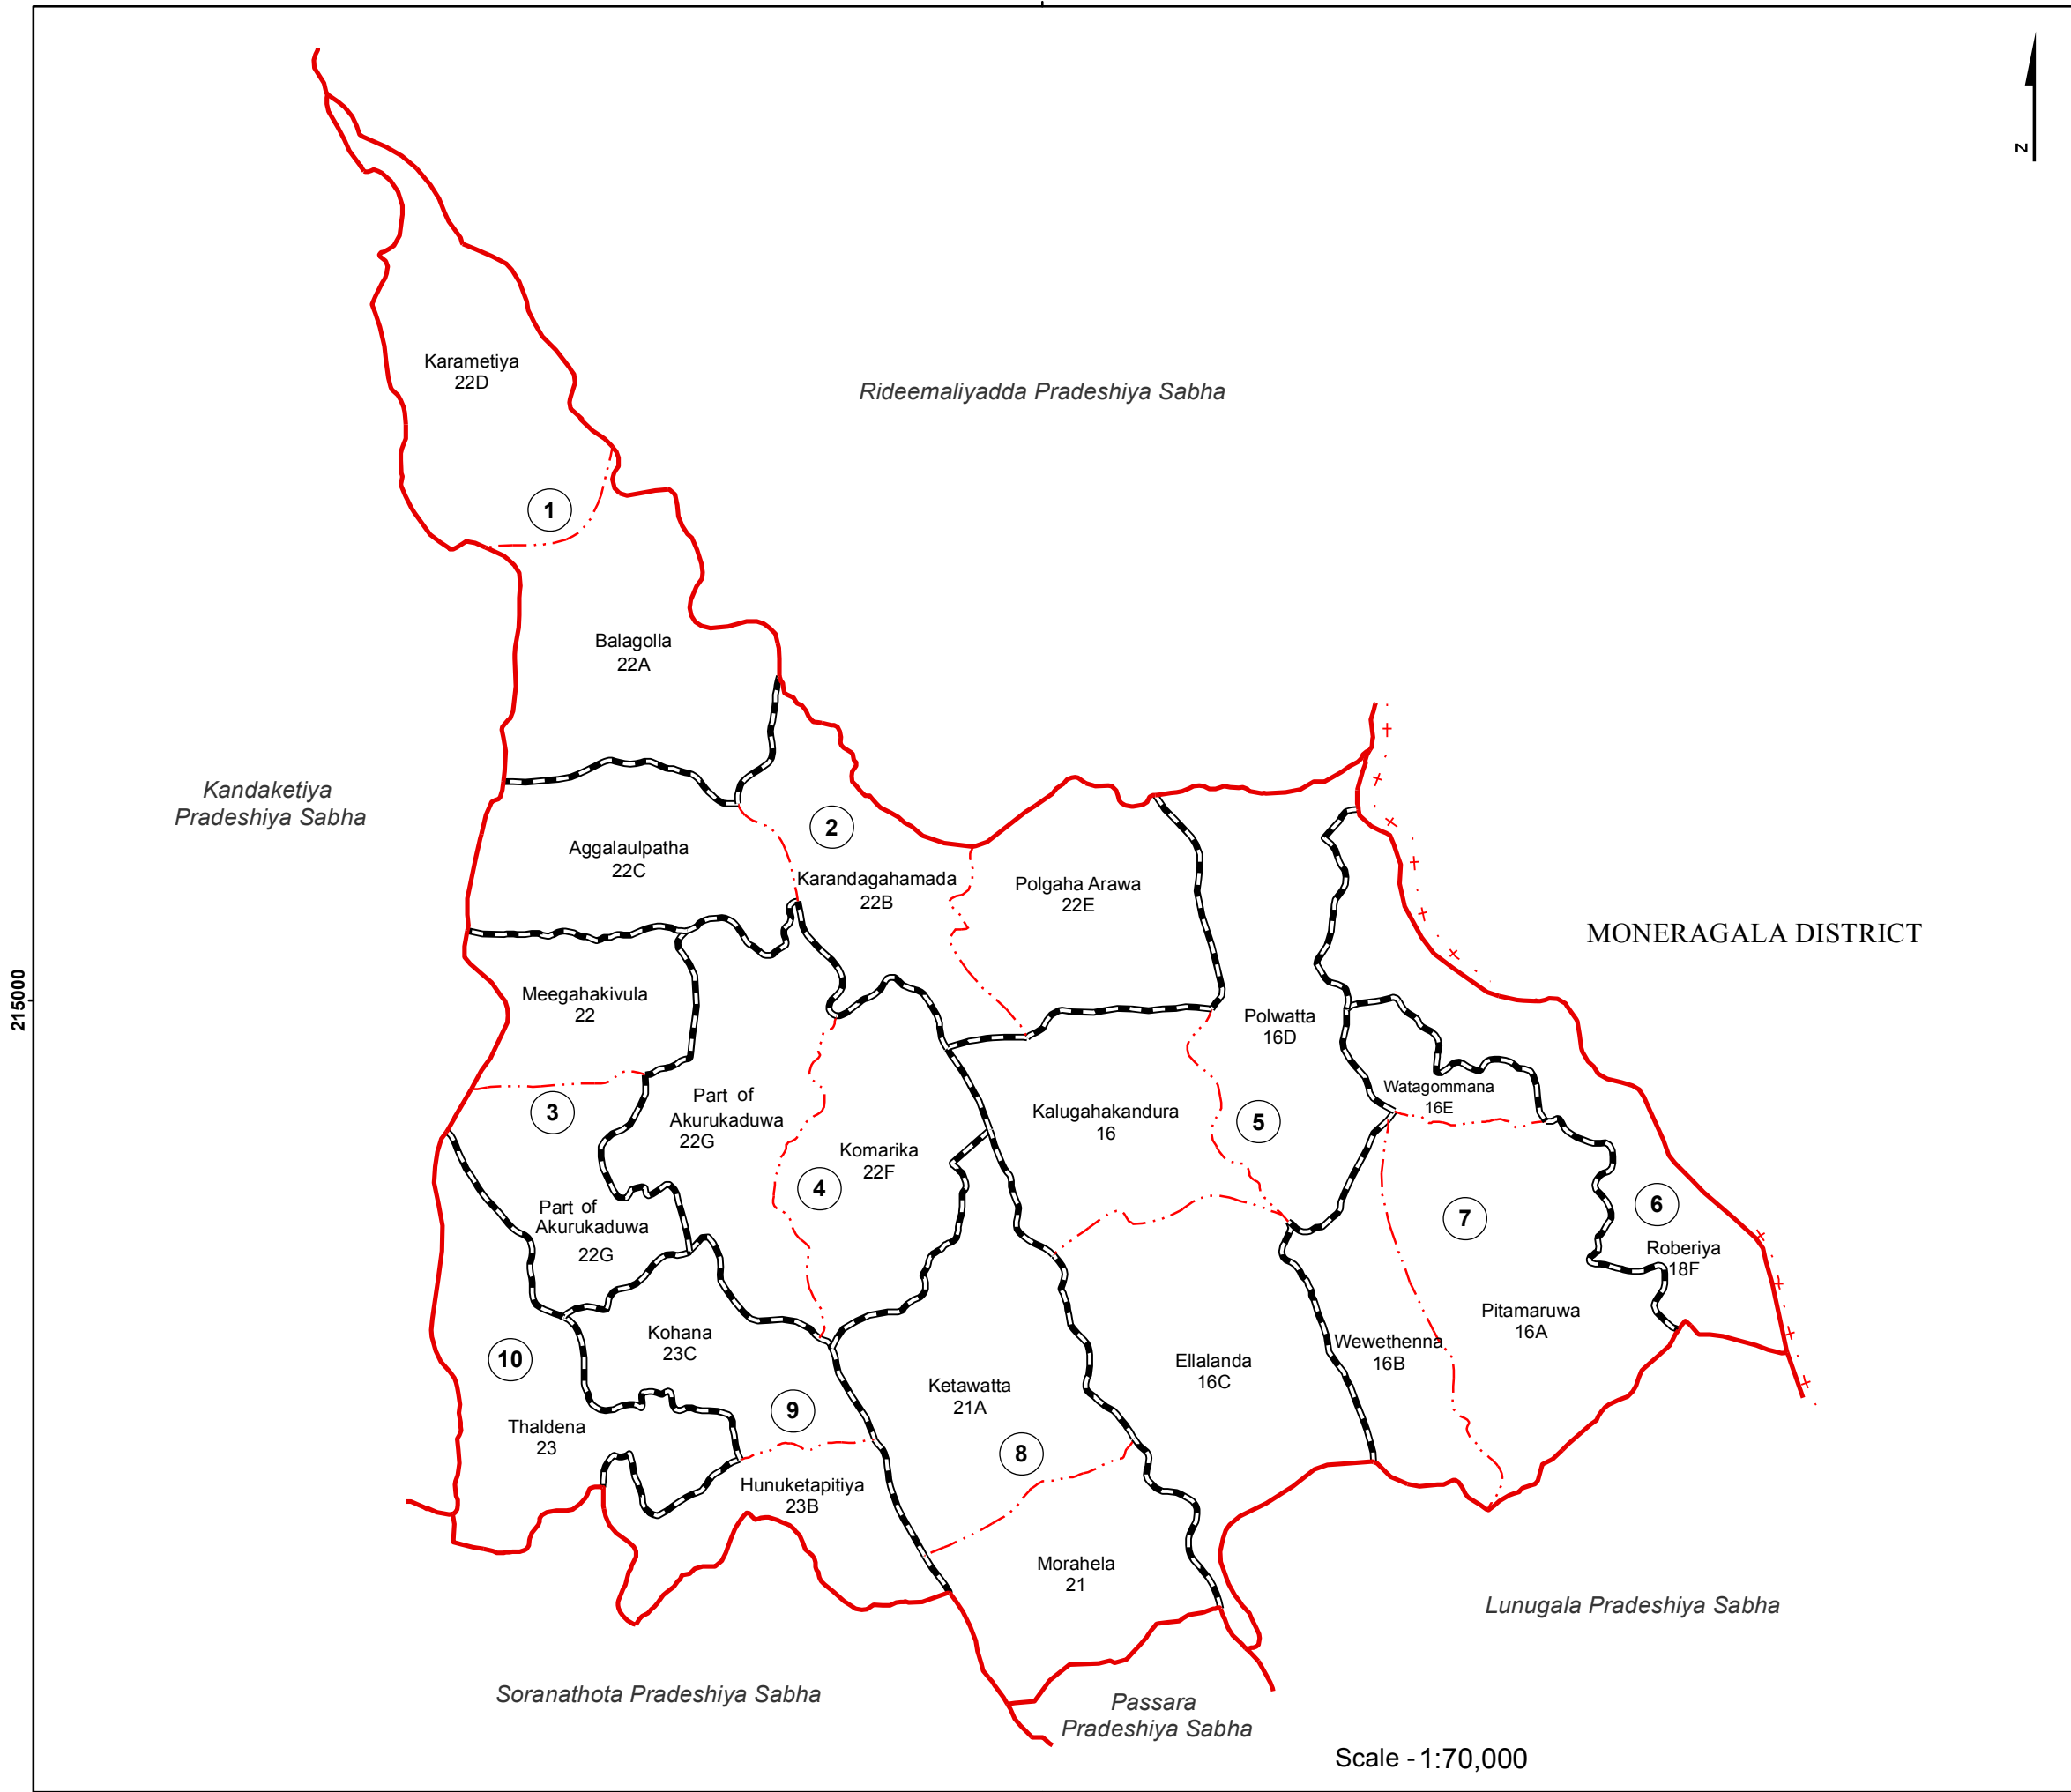 Z
Karametiya
22D
Rideemaliyadda Pradeshiya Sabha
1
Balagolla
22A
Kandaketiya
Pradeshiya Sabha
2
Aggalaulpatha
22C
Karandagahamada
22B
Polgaha Arawa
22E
MONERAGALA DISTRICT
215000
Meegahakivula
22
Polwatta
16D
Watagommana
16E
Part of
Akurukaduwa
22G
3
Kalugahakandura
16
5
Komarika
22F
4
Part of
Akurukaduwa
22G
7
6
Roberiya
18F
Pitamaruwa
16A
Kohana
23C
Wewethenna
16B
10
Ellalanda
16C
Ketawatta
21A
9
Thaldena
23
8
Hunuketapitiya
23B
Morahela
21
Lunugala Pradeshiya Sabha
Soranathota Pradeshiya Sabha
Passara
Pradeshiya Sabha
Scale - 1:70,000